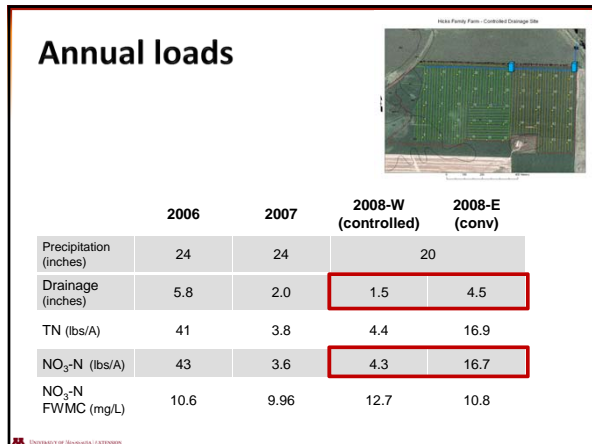 Hicks Family Farm - Controlled Drainage Site
Annual loads
2006 2007 2008-W (controlled) 2008-E (conv)
Precipitation (inches) 24 24 20
Drainage (inches) 5.8 2.0 1.5 4.5
TN (lbs/A) 41 3.8 4.4 16.9
NO3-N (lbs/A) 43 3.6 4.3 16.7
NO3-N FWMC (mg/L) 10.6 9.96 12.7 10.8
UNIVERSITY OF MINNESOTA | EXTENSION